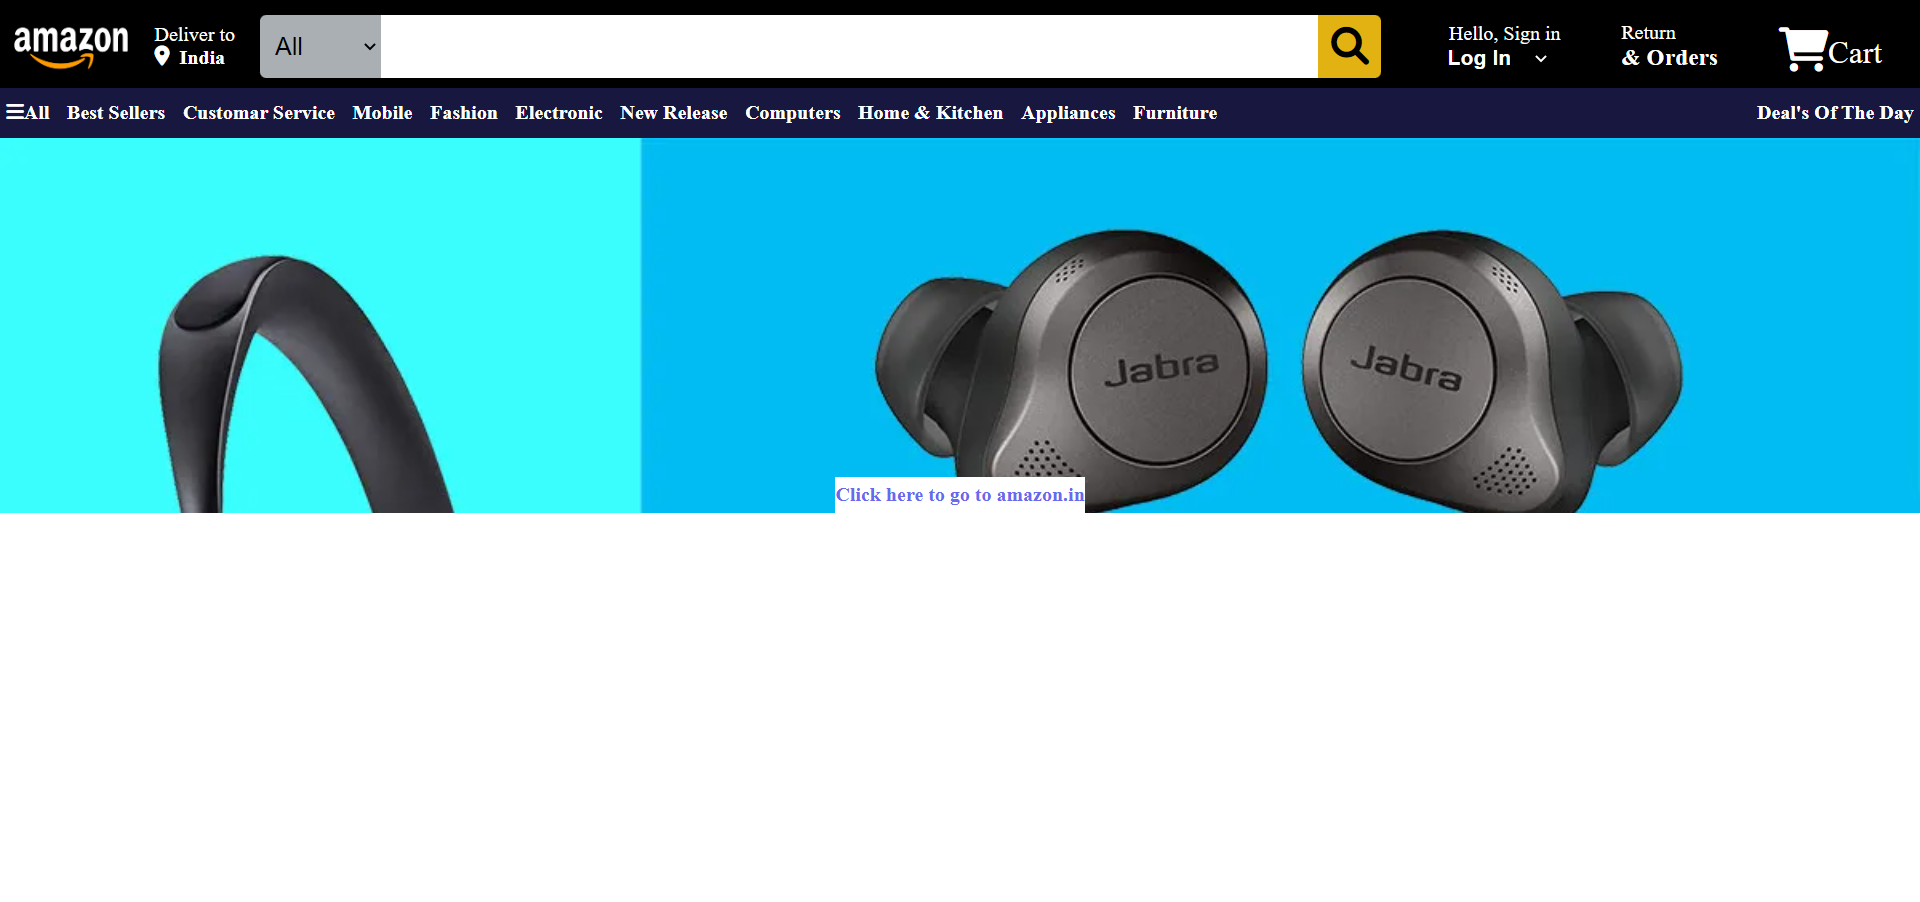 amazon
Deliver to
India
All
Hello, Sign in
Log In
Return
& Orders
Cart
All Best Sellers Customar Service Mobile Fashion Electronic New Release Computers Home & Kitchen Appliances Furniture Deal's Of The Day
Jabra Jabra
Click here to go to amazon.in